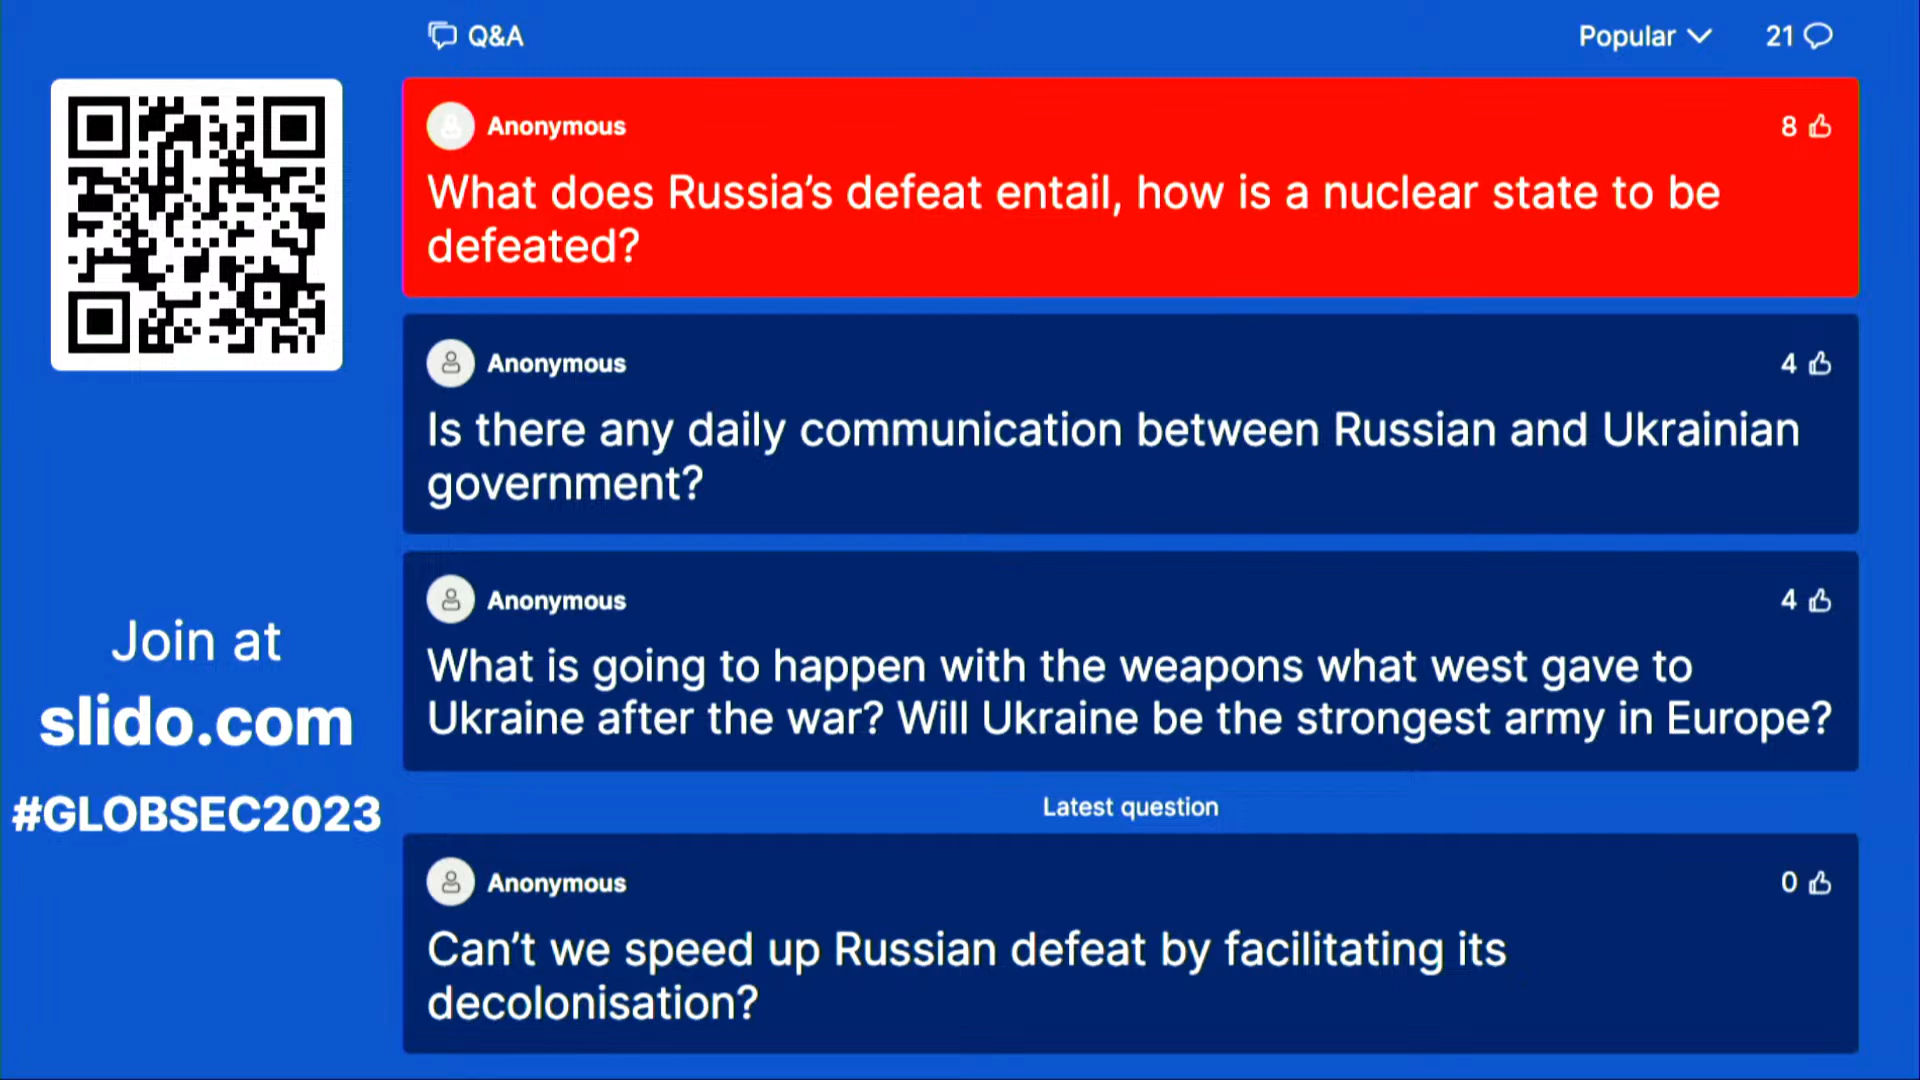 Q&A
Popular
21
Anonymous
8
What does Russia’s defeat entail, how is a nuclear state to be
defeated?
Anonymous
4
Is there any daily communication between Russian and Ukrainian
government?
Anonymous
4
What is going to happen with the weapons what west gave to
Ukraine after the war? Will Ukraine be the strongest army in Europe?
Latest question
Anonymous
0
Can’t we speed up Russian defeat by facilitating its
decolonisation?
Join at
slido.com
#GLOBSEC2023